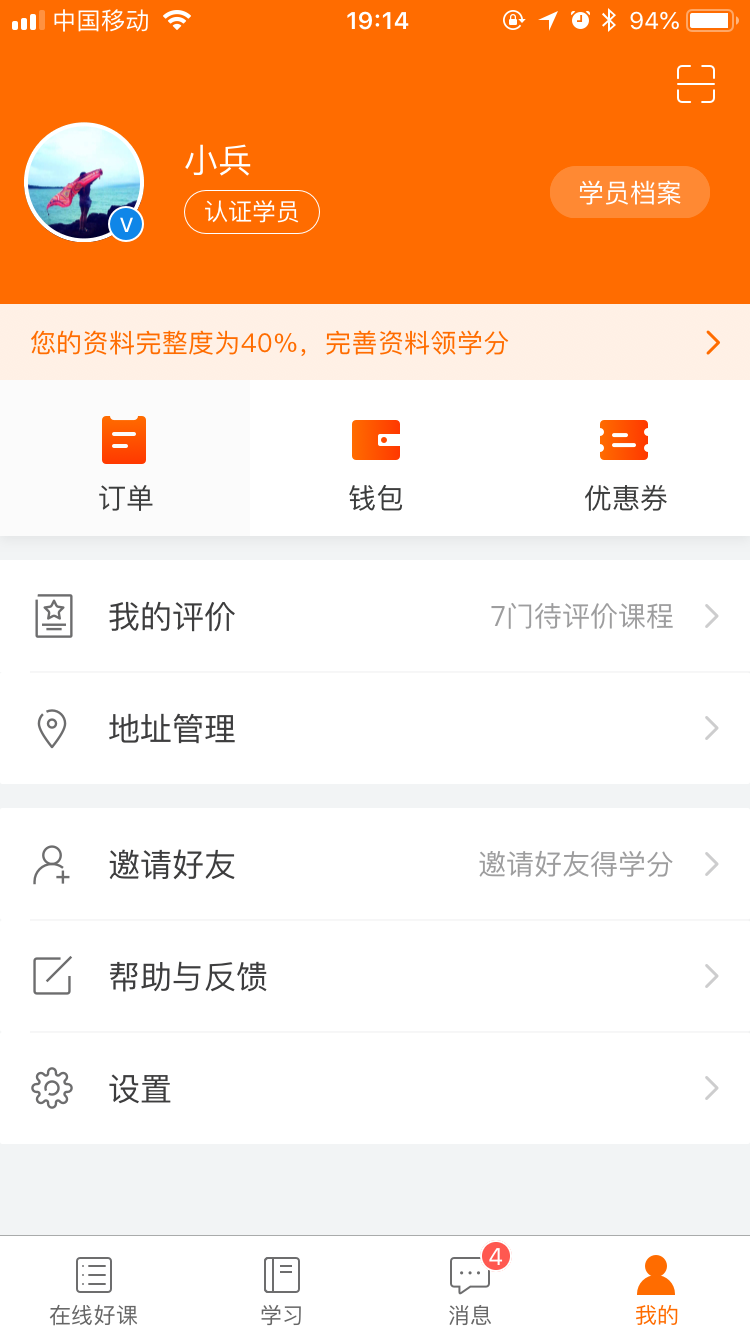 中国移动 19:14 94%
小兵
认证学员
V
学员档案
您的资料完整度为40%，完善资料领学分
订单 钱包 优惠券
我的评价 7门待评价课程
地址管理
邀请好友 邀请好友得学分
帮助与反馈
设置
4
在线好课 学习 消息 我的